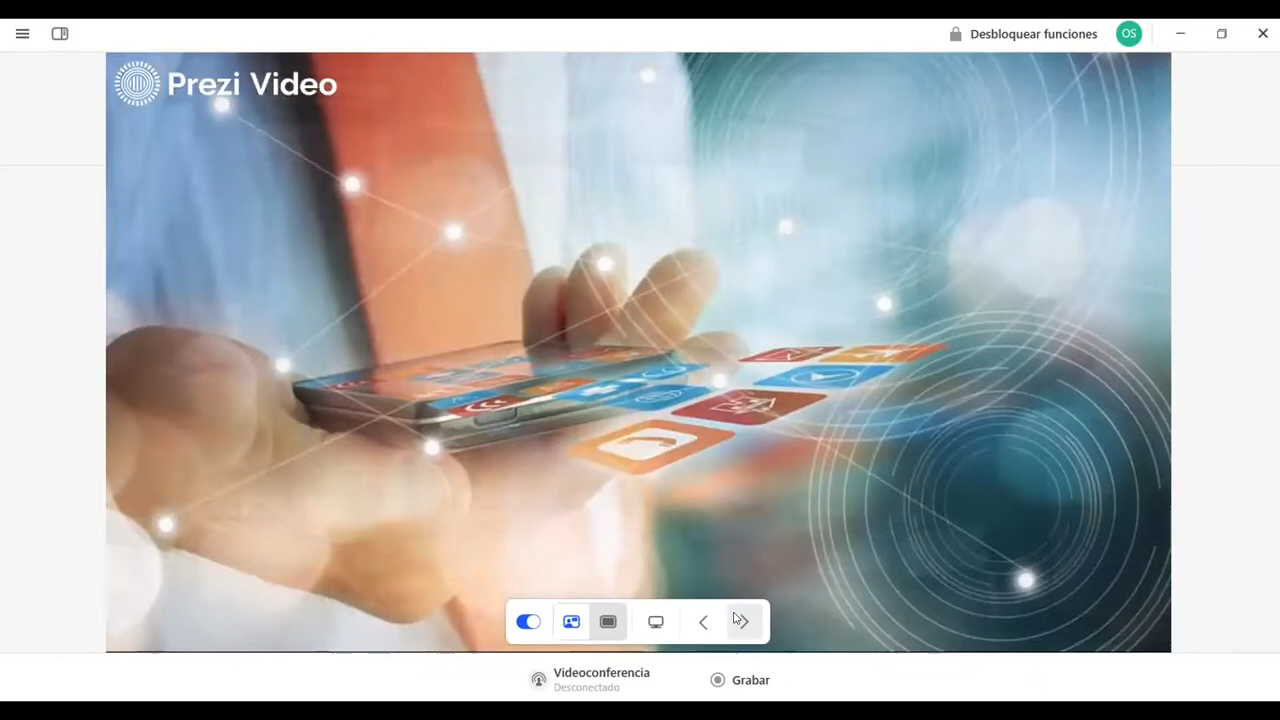 Desbloquear funciones
OS
Prezi Video
Videoconferencia
Desconectado
Grabar